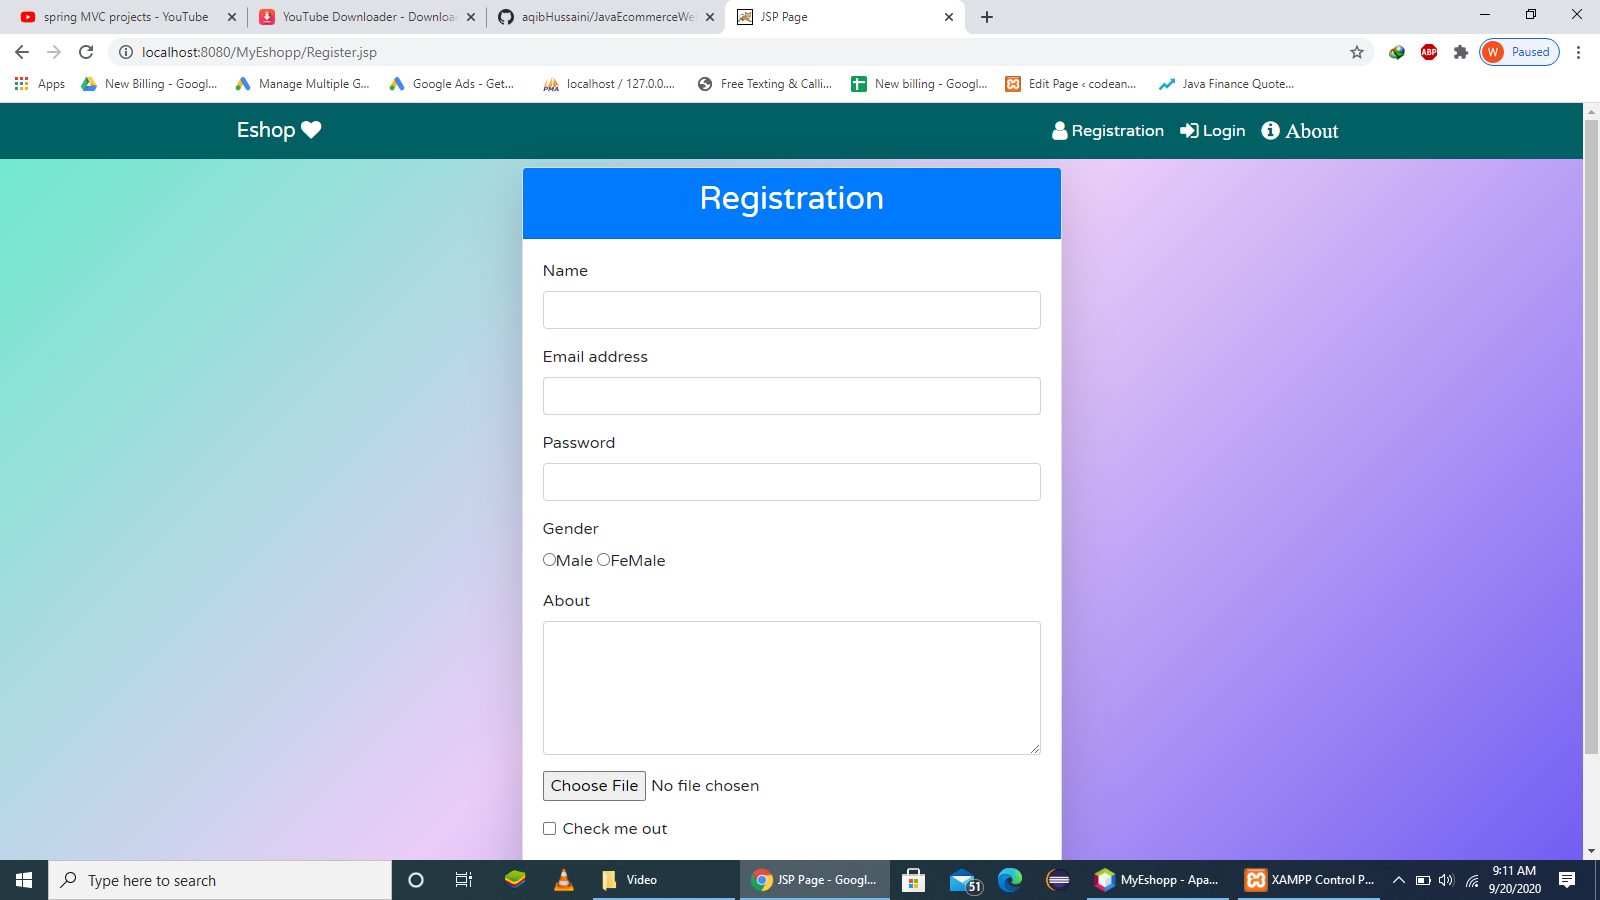 spring MVC projects - YouTube
YouTube Downloader - Downloa
aqibHussaini/JavaEcommerceWe
JSP Page
localhost:8080/MyEshopp/Register.jsp
ABP
W Paused
Apps
New Billing - Googl...
Manage Multiple G...
Google Ads - Get...
PMA
localhost / 127.0.0....
Free Texting & Calli...
New billing - Googl...
Edit Page ‹ codean...
Java Finance Quote...
Eshop
Registration
Login
About
Registration
Name
Email address
Password
Gender
Male FeMale
About
Choose File No file chosen
Check me out
Type here to search
Video
JSP Page - Googl...
51
MyEshopp - Apa...
XAMPP Control P...
9:11 AM
9/20/2020